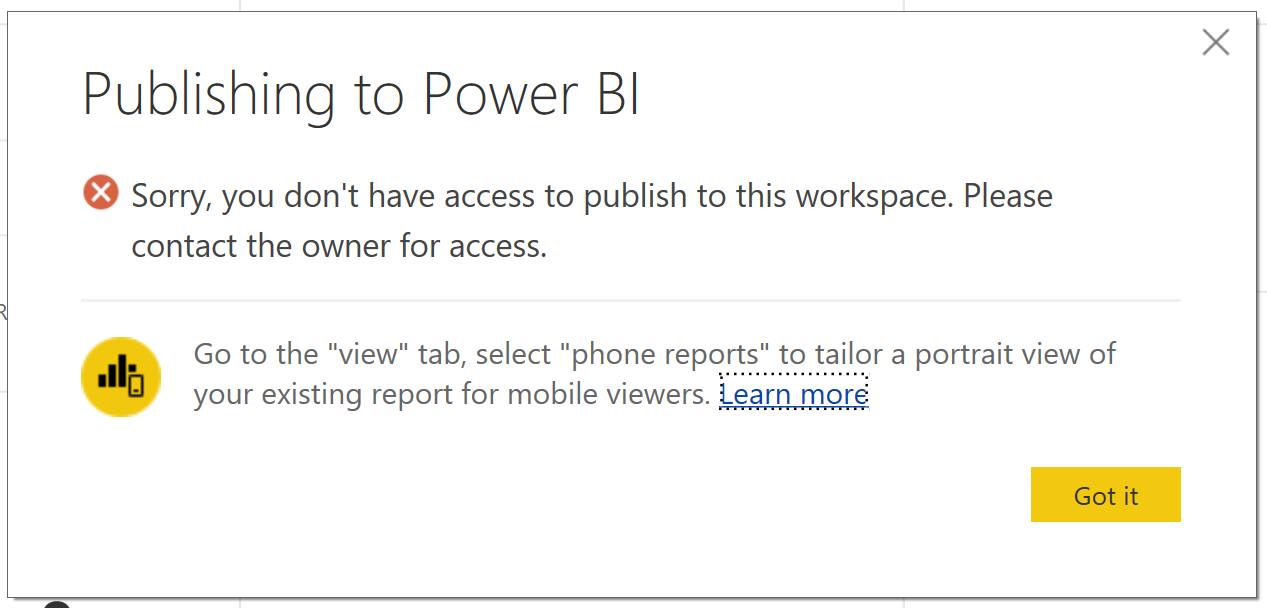 Publishing to Power BI
Sorry, you don't have access to publish to this workspace. Please
contact the owner for access.
Go to the "view" tab, select "phone reports" to tailor a portrait view of
your existing report for mobile viewers. Learn more
Got it